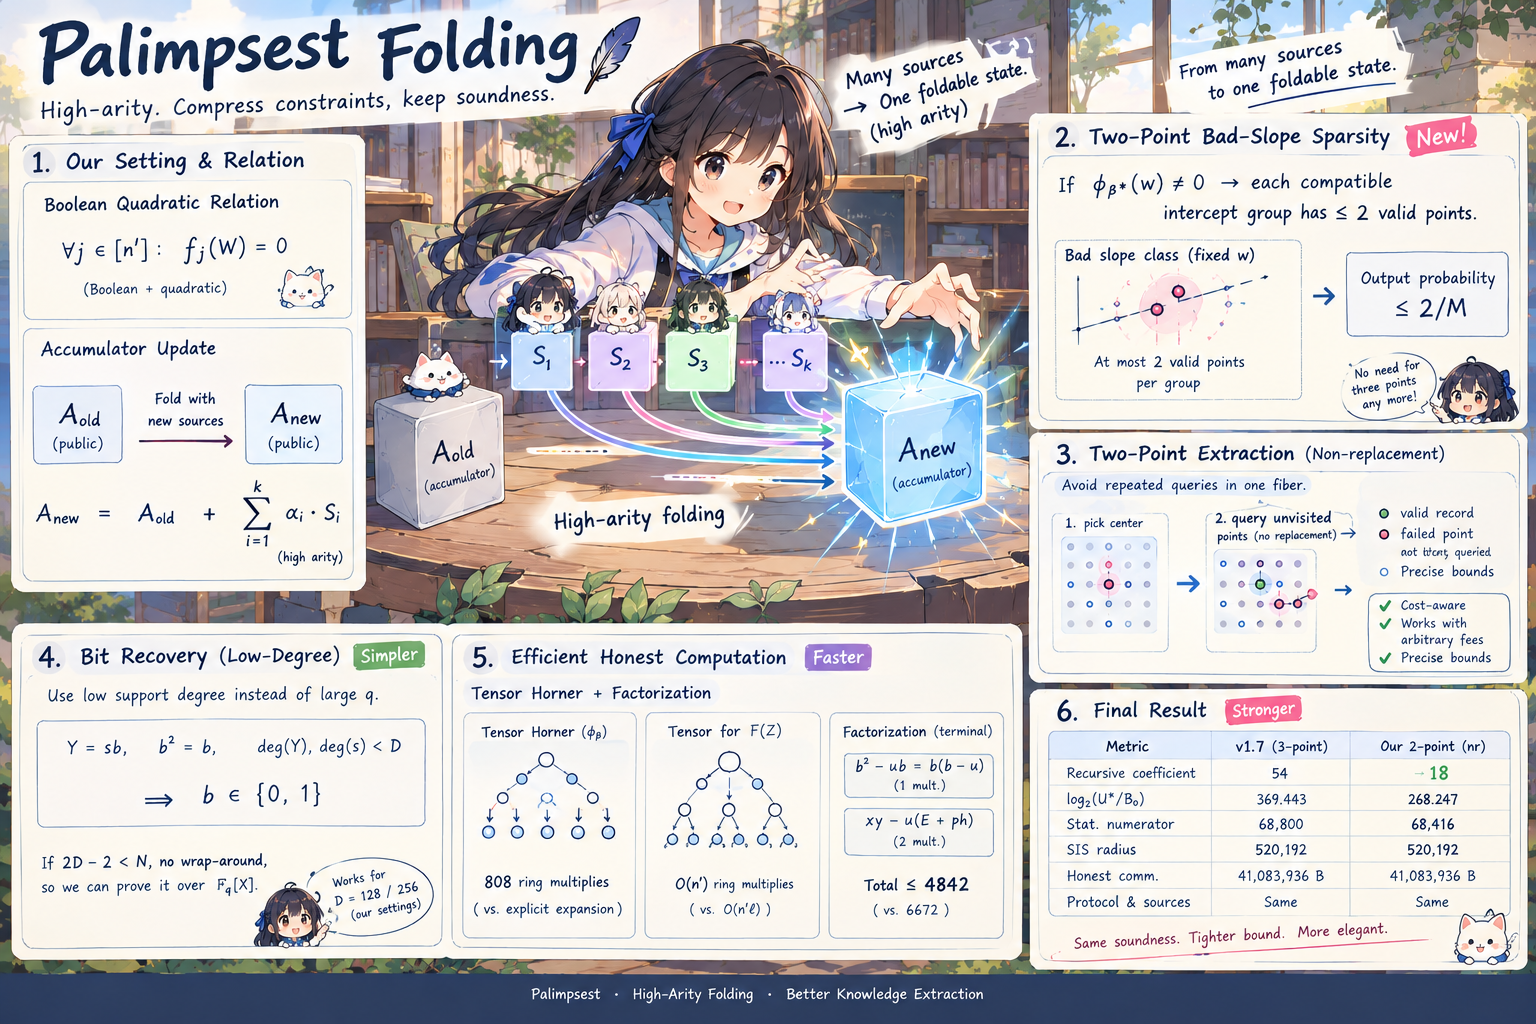 Palimpsest Folding
High-arity. Compress constraints, keep soundness.
Many sources
→ One foldable state.
(high arity)
From many sources
to one foldable state.
1. Our Setting & Relation
Boolean Quadratic Relation
∀j ∈ [n′] : f_j(W) = 0
(Boolean + quadratic)
Accumulator Update
A_old
(public)
Fold with
new sources
A_new
(public)
A_new = A_old + ∑_{i=1}^{k} α_i · S_i
(high arity)
S_1
S_2
S_3
... S_k
A_old
(accumulator)
A_new
(accumulator)
High-arity folding
2. Two-Point Bad-Slope Sparsity New!
If ϕ_{β*}(w) ≠ 0 → each compatible
intercept group has ≤ 2 valid points.
Bad slope class (fixed w)
At most 2 valid points
per group
Output probability
≤ 2/M
No need for
three points
any more!
3. Two-Point Extraction (Non-replacement)
Avoid repeated queries in one fiber.
1. pick center
2. query unvisited
points (no replacement)
valid record
failed point
queried
Precise bounds
✓ Cost-aware
✓ Works with
arbitrary fees
✓ Precise bounds
4. Bit Recovery (Low-Degree) Simpler
Use low support degree instead of large q.
Y = sb, b² = b, deg(Y), deg(s) < D
⟹ b ∈ {0, 1}
If 2D − 2 < N, no wrap-around,
so we can prove it over F_q[X].
Works for
D = 128 / 256
(our settings)
5. Efficient Honest Computation Faster
Tensor Horner + Factorization
Tensor Horner (ϕ_β)
808 ring multiplies
( vs. explicit expansion )
Tensor for F(Z)
O(n′) ring multiplies
( vs. O(n′ℓ) )
Factorization (terminal)
b² − ub = b(b − u)
(1 mult.)
xy − u(E + ph)
(2 mult.)
Total ≤ 4842
( vs. 6672 )
6. Final Result Stronger
Metric v1.7 (3-point) Our 2-point (nr)
Recursive coefficient 54 → 18
log₂(U*/B₀) 369.443 268.247
Stat. numerator 68,800 68,416
SIS radius 520,192 520,192
Honest comm. 41,083,936 B 41,083,936 B
Protocol & sources Same Same
Same soundness. Tighter bound. More elegant.
Palimpsest · High-Arity Folding · Better Knowledge Extraction